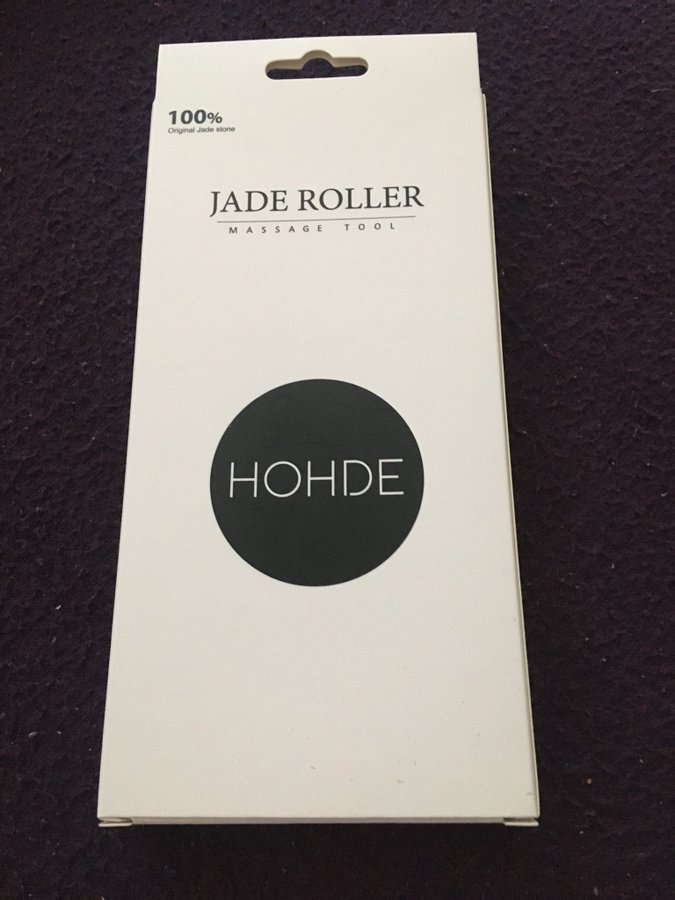 100%
Original Jade stone
JADE ROLLER
MASSAGE TOOL
HOHDE